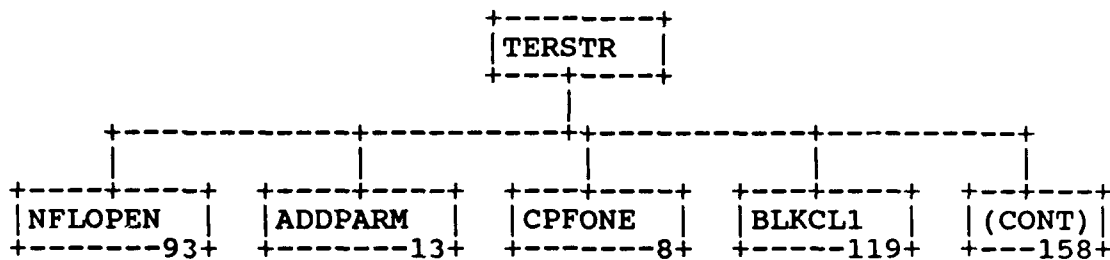 TERSTR
NFLOPEN ADDPARM CPFONE BLKCL1 (CONT)
93 13 8 119 158